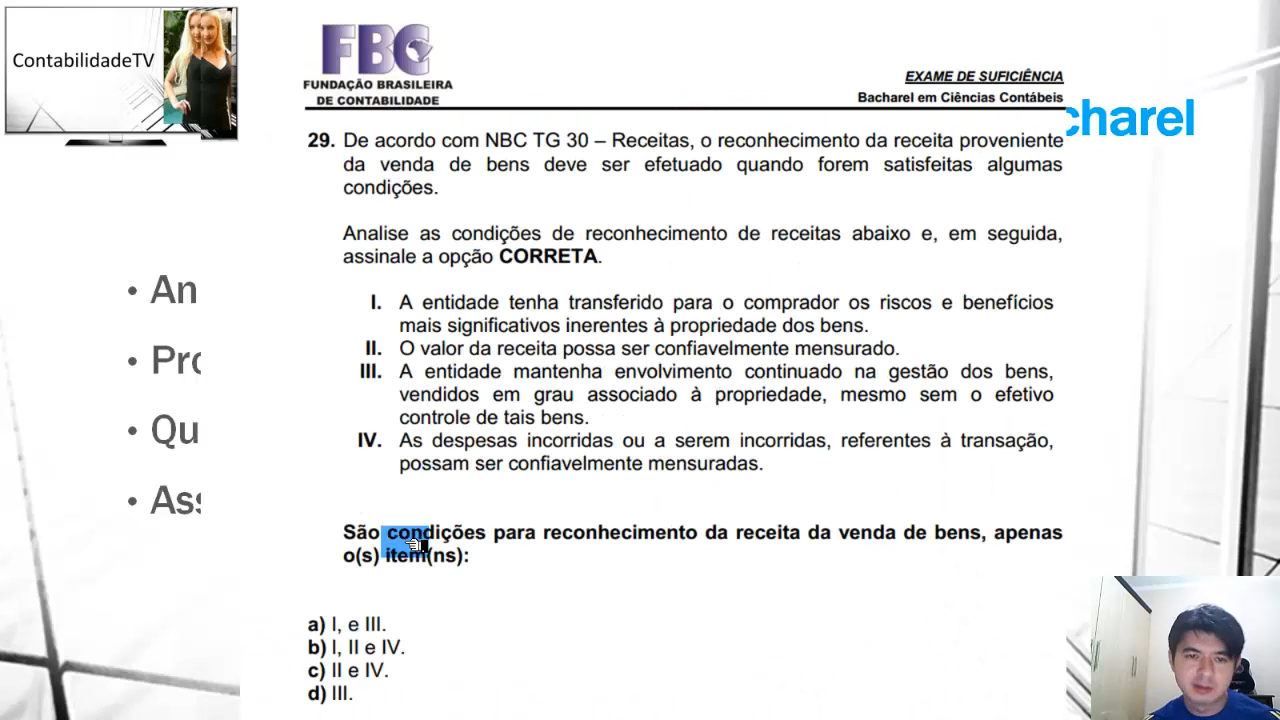 ContabilidadeTV
FBC
FUNDAÇÃO BRASILEIRA
DE CONTABILIDADE
EXAME DE SUFICIÊNCIA
Bacharel em Ciências Contábeis
charel
29. De acordo com NBC TG 30 – Receitas, o reconhecimento da receita proveniente
da venda de bens deve ser efetuado quando forem satisfeitas algumas
condições.
Analise as condições de reconhecimento de receitas abaixo e, em seguida,
assinale a opção CORRETA.
I. A entidade tenha transferido para o comprador os riscos e benefícios
mais significativos inerentes à propriedade dos bens.
II. O valor da receita possa ser confiavelmente mensurado.
III. A entidade mantenha envolvimento continuado na gestão dos bens,
vendidos em grau associado à propriedade, mesmo sem o efetivo
controle de tais bens.
IV. As despesas incorridas ou a serem incorridas, referentes à transação,
possam ser confiavelmente mensuradas.
São condições para reconhecimento da receita da venda de bens, apenas
o(s) item(ns):
a) I, e III.
b) I, II e IV.
c) II e IV.
d) III.
• An
• Pro
• Qu
• Ass